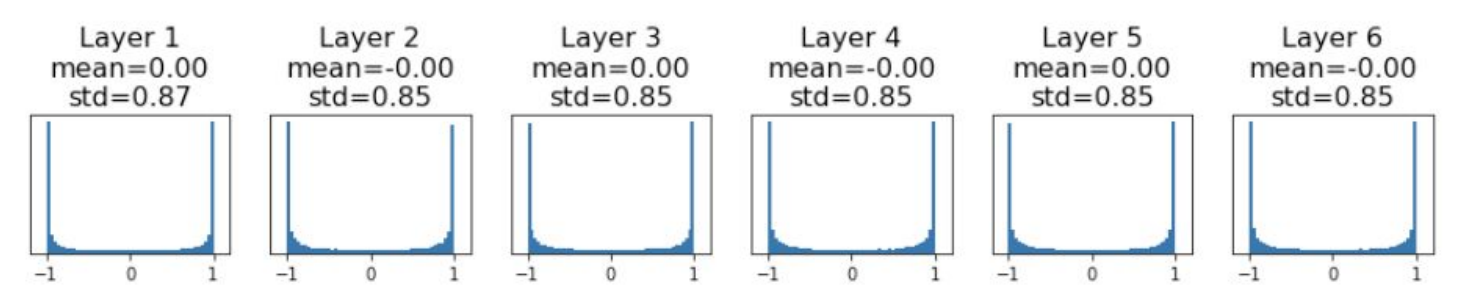 Layer 1
mean=0.00
std=0.87
−1 0 1
Layer 2
mean=-0.00
std=0.85
−1 0 1
Layer 3
mean=0.00
std=0.85
−1 0 1
Layer 4
mean=-0.00
std=0.85
−1 0 1
Layer 5
mean=0.00
std=0.85
−1 0 1
Layer 6
mean=-0.00
std=0.85
−1 0 1